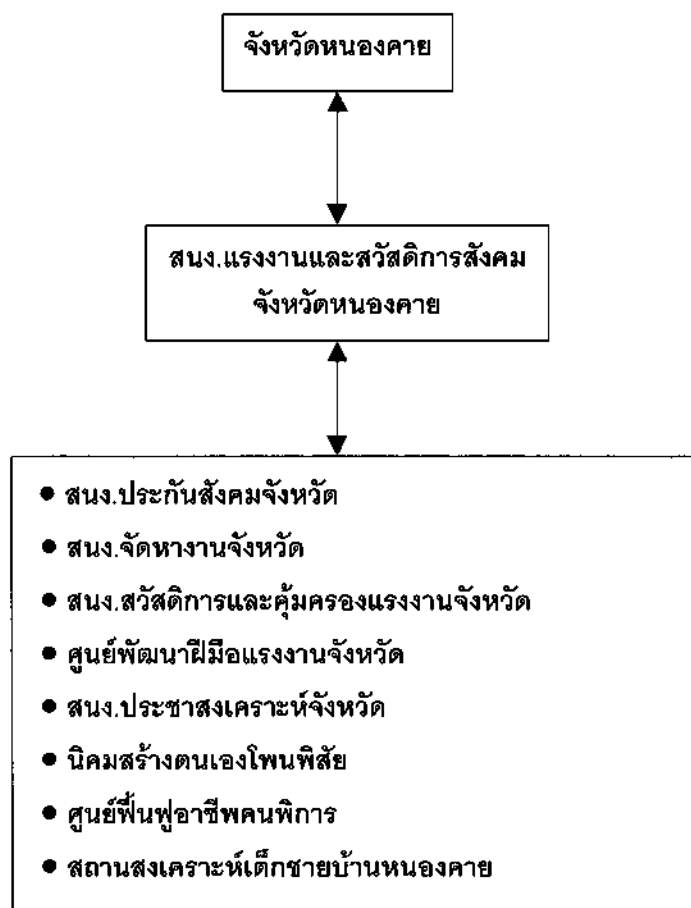 จังหวัดหนองคาย
สนง.แรงงานและสวัสดิการสังคม
จังหวัดหนองคาย
● สนง.ประกันสังคมจังหวัด
● สนง.จัดหางานจังหวัด
● สนง.สวัสดิการและคุ้มครองแรงงานจังหวัด
● ศูนย์พัฒนาฝีมือแรงงานจังหวัด
● สนง.ประชาสงเคราะห์จังหวัด
● นิคมสร้างตนเองโพนพิสัย
● ศูนย์ฟื้นฟูอาชีพคนพิการ
● สถานสงเคราะห์เด็กชายบ้านหนองคาย